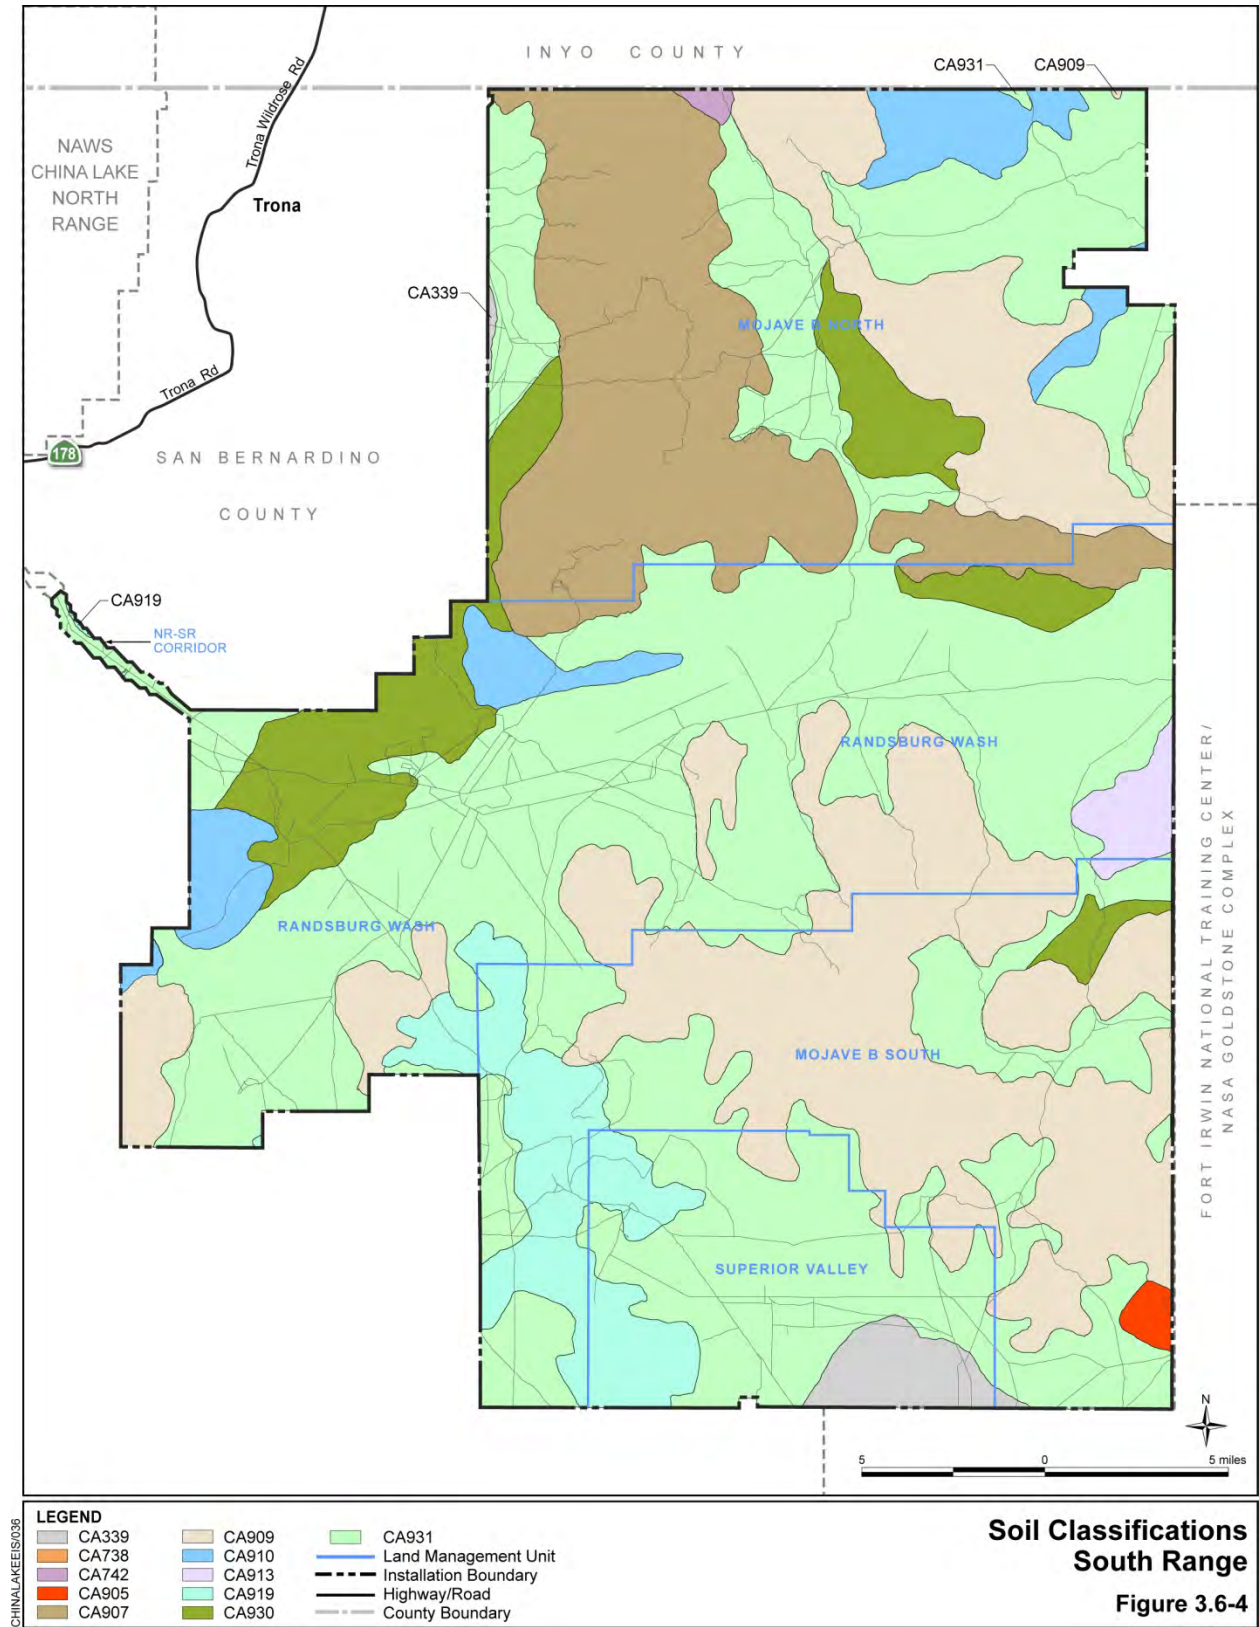 INYO COUNTY
CA931
CA909
Trona Wildrose Rd
NAWS
CHINA LAKE
NORTH
RANGE
Trona
CA339
MOJAVE B NORTH
Trona Rd
178
SAN BERNARDINO
COUNTY
CA919
NR-SR
CORRIDOR
RANDSBURG WASH
RANDSBURG WASH
FORT IRWIN NATIONAL TRAINING CENTER/
NASA GOLDSTONE COMPLEX
MOJAVE B SOUTH
SUPERIOR VALLEY
N
5 0 5 miles
CHINALAKEEIS/036
LEGEND
CA339
CA738
CA742
CA905
CA907
CA909
CA910
CA913
CA919
CA930
CA931
Land Management Unit
Installation Boundary
Highway/Road
County Boundary
Soil Classifications
South Range
Figure 3.6-4